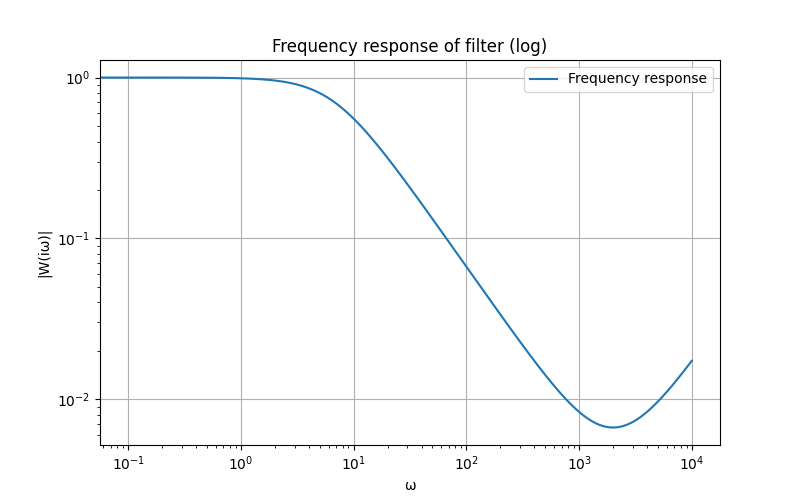 Frequency response of filter (log)
Frequency response
|W(iω)|
10⁰
10⁻¹
10⁻²
10⁻¹ 10⁰ 10¹ 10² 10³ 10⁴
ω